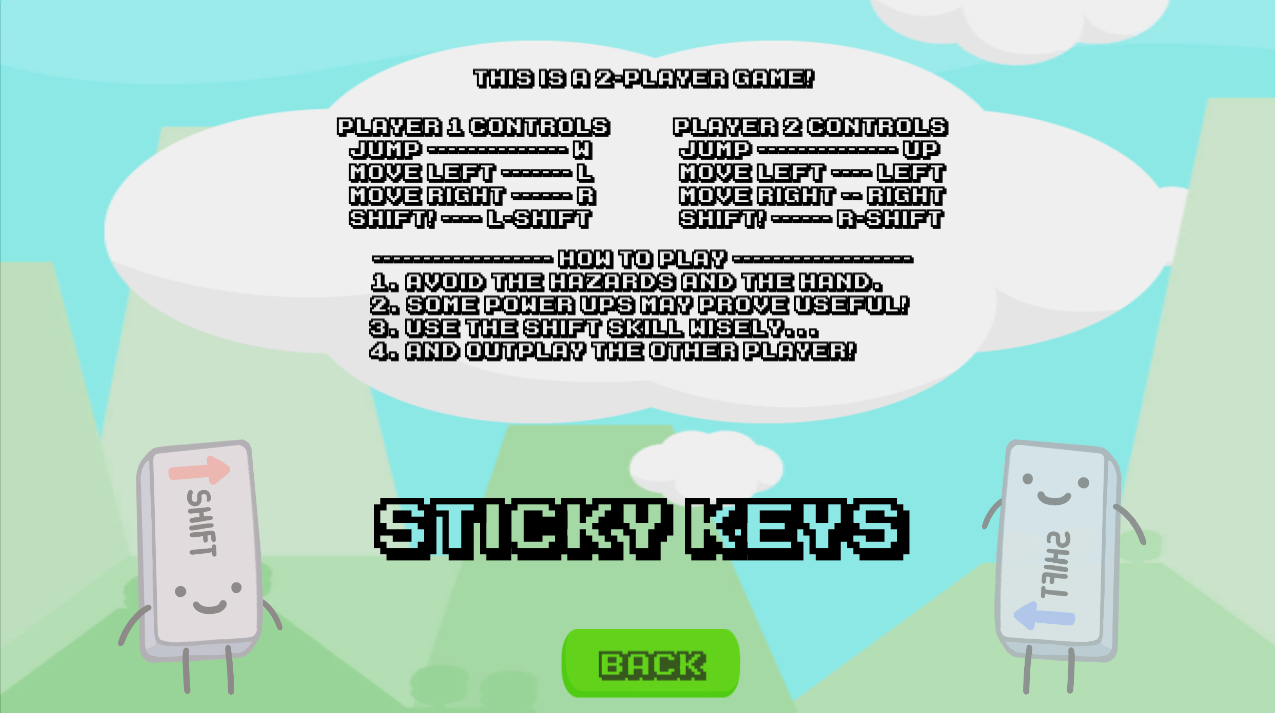 THIS IS A 2-PLAYER GAME!
PLAYER 1 CONTROLS
JUMP -------------- W
MOVE LEFT ------- L
MOVE RIGHT ------ R
SHIFT! ---- L-SHIFT
PLAYER 2 CONTROLS
JUMP -------------- UP
MOVE LEFT ---- LEFT
MOVE RIGHT -- RIGHT
SHIFT! ------ R-SHIFT
------------------ HOW TO PLAY ------------------
1. AVOID THE HAZARDS AND THE HAND.
2. SOME POWER UPS MAY PROVE USEFUL!
3. USE THE SHIFT SKILL WISELY...
4. AND OUTPLAY THE OTHER PLAYER!
SHIFT
SHIFT
STICKY KEYS
BACK